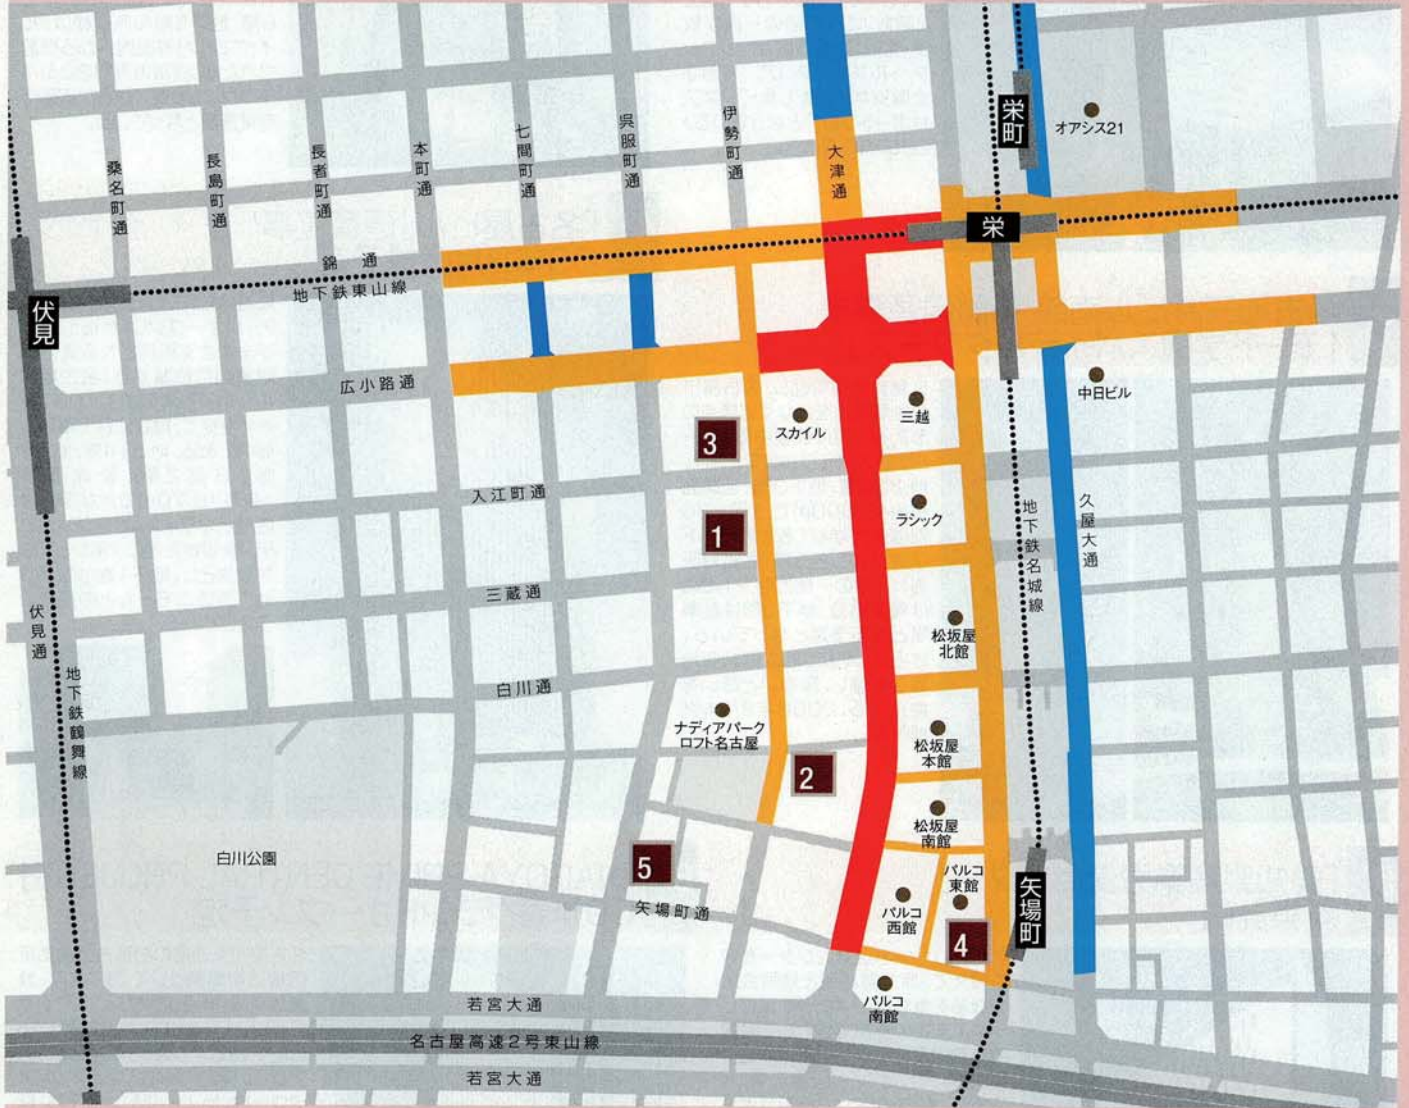 栄町
オアシス21
桑名町通
長島町通
長者町通
本町通
七間町通
呉服町通
伊勢町通
大津通
栄
錦通
地下鉄東山線
伏見
広小路通
中日ビル
三越
スカイル
3
入江町通
ラシック
1
地下鉄名城線
久屋大通
三蔵通
伏見通
松坂屋
北館
地下鉄鶴舞線
白川通
ナディアパーク
ロフト名古屋
松坂屋
本館
2
松坂屋
南館
白川公園
5
パルコ
東館
矢場町
矢場町通
パルコ
西館
4
パルコ
南館
若宮大通
名古屋高速2号東山線
若宮大通